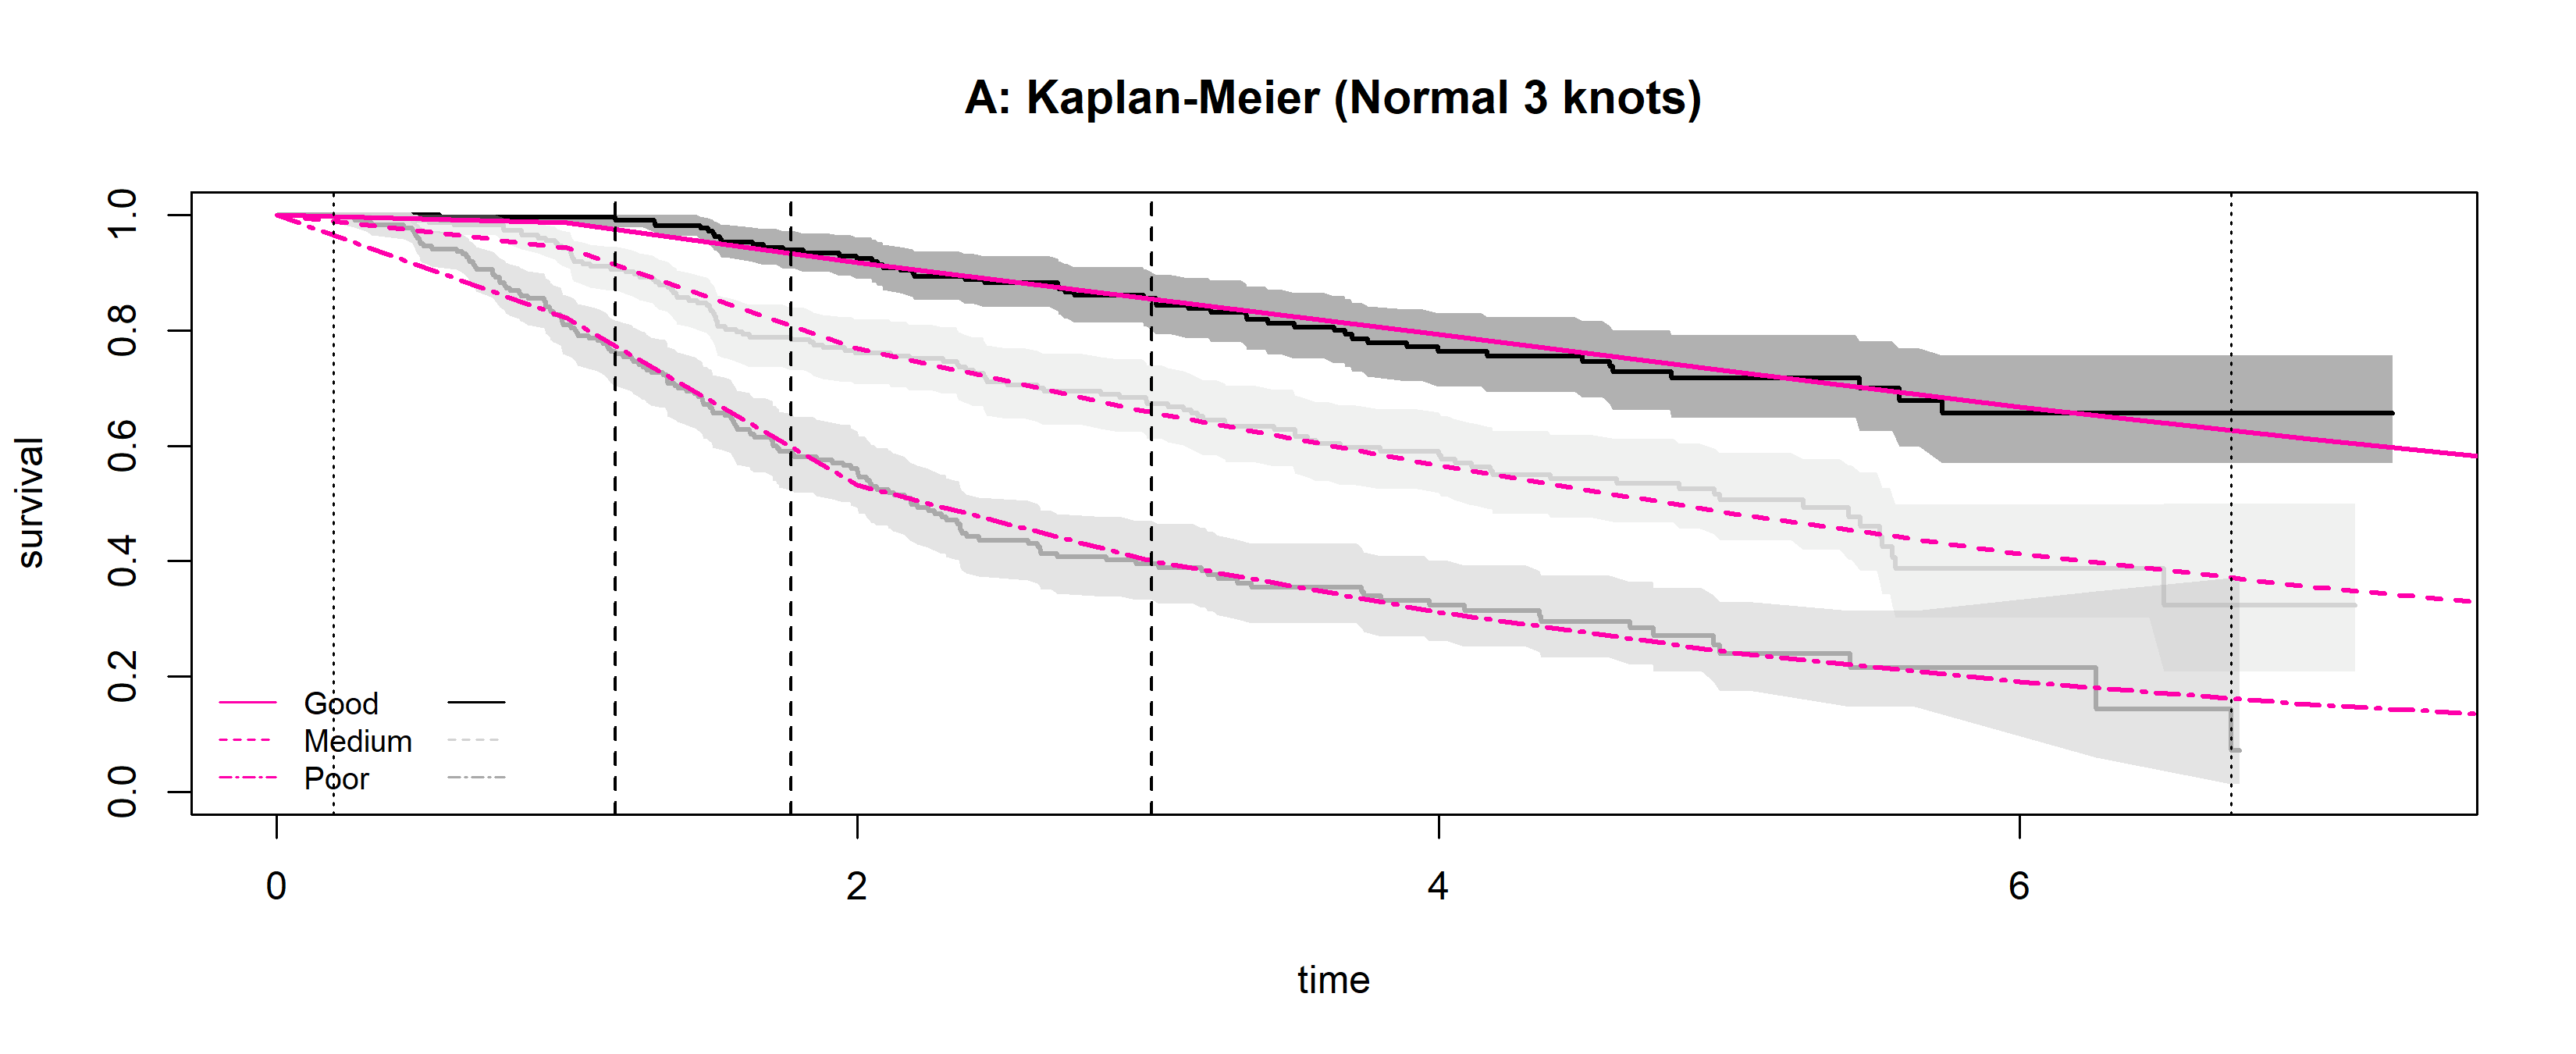 A: Kaplan-Meier (Normal 3 knots)
survival
1.0
0.8
0.6
0.4
0.2
0.0
Good
Medium
Poor
0 2 4 6
time